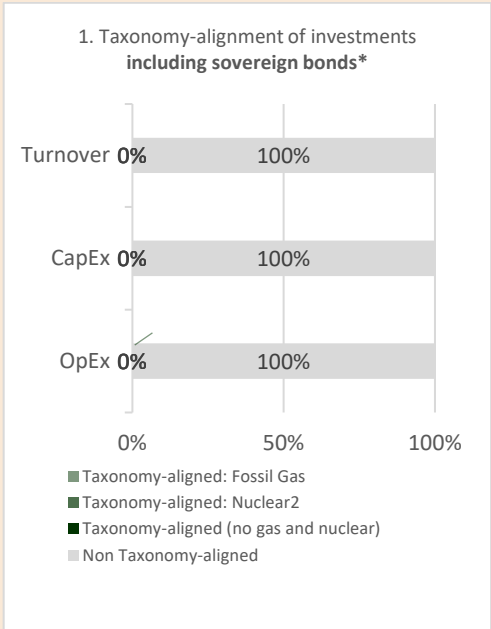 1. Taxonomy-alignment of investments
including sovereign bonds*
Turnover 0% 100%
CapEx 0% 100%
OpEx 0% 100%
0% 50% 100%
Taxonomy-aligned: Fossil Gas
Taxonomy-aligned: Nuclear2
Taxonomy-aligned (no gas and nuclear)
Non Taxonomy-aligned